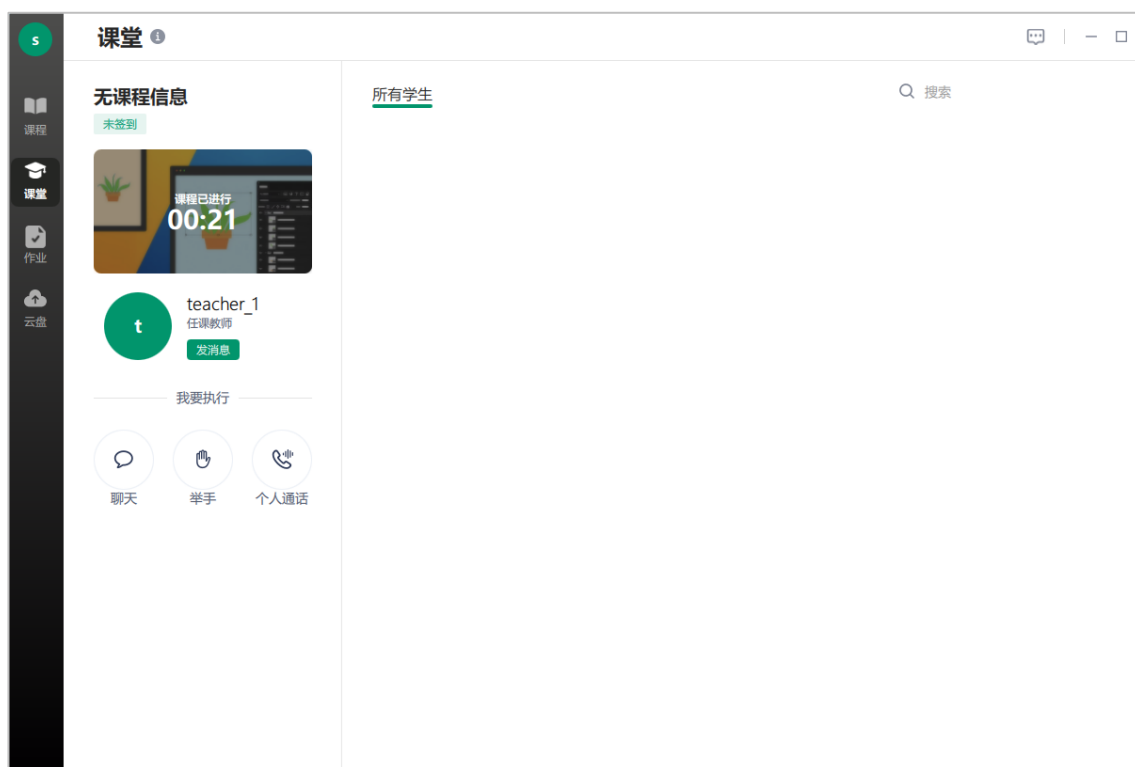 s
课堂
课程
课堂
作业
云盘
无课程信息
未签到
课程已进行
00:21
t
teacher_1
任课教师
发消息
我要执行
聊天
举手
个人通话
所有学生
搜索